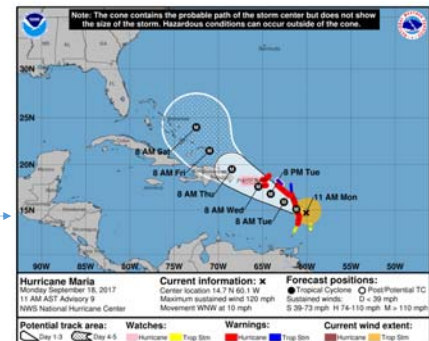 Note: The cone contains the probable path of the storm center but does not show
the size of the storm. Hazardous conditions can occur outside of the cone.
MO
AL
GA
FL
35N
30N
25N
20N
15N
Bermuda
8 AM Sat
8 AM Fri
8 AM Thu
8 PM Tue
8 AM Wed
8 AM Tue
11 AM Mon
90W 85W 80W 75W 70W 65W 60W 55W
Hurricane Maria
Monday September 18, 2017
11 AM AST Advisory 9
NWS National Hurricane Center
Current information: x
Center location 14.7 N 60.1 W
Maximum sustained wind 120 mph
Movement WNW at 10 mph
Forecast positions:
Tropical Cyclone Post/Potential TC
Sustained winds: D < 39 mph
S 39-73 mph H 74-110 mph M > 110 mph
Potential track area:
Day 1-3 Day 4-5
Watches:
Hurricane Trop Stm
Warnings:
Hurricane Trop Stm
Current wind extent:
Hurricane Trop Stm